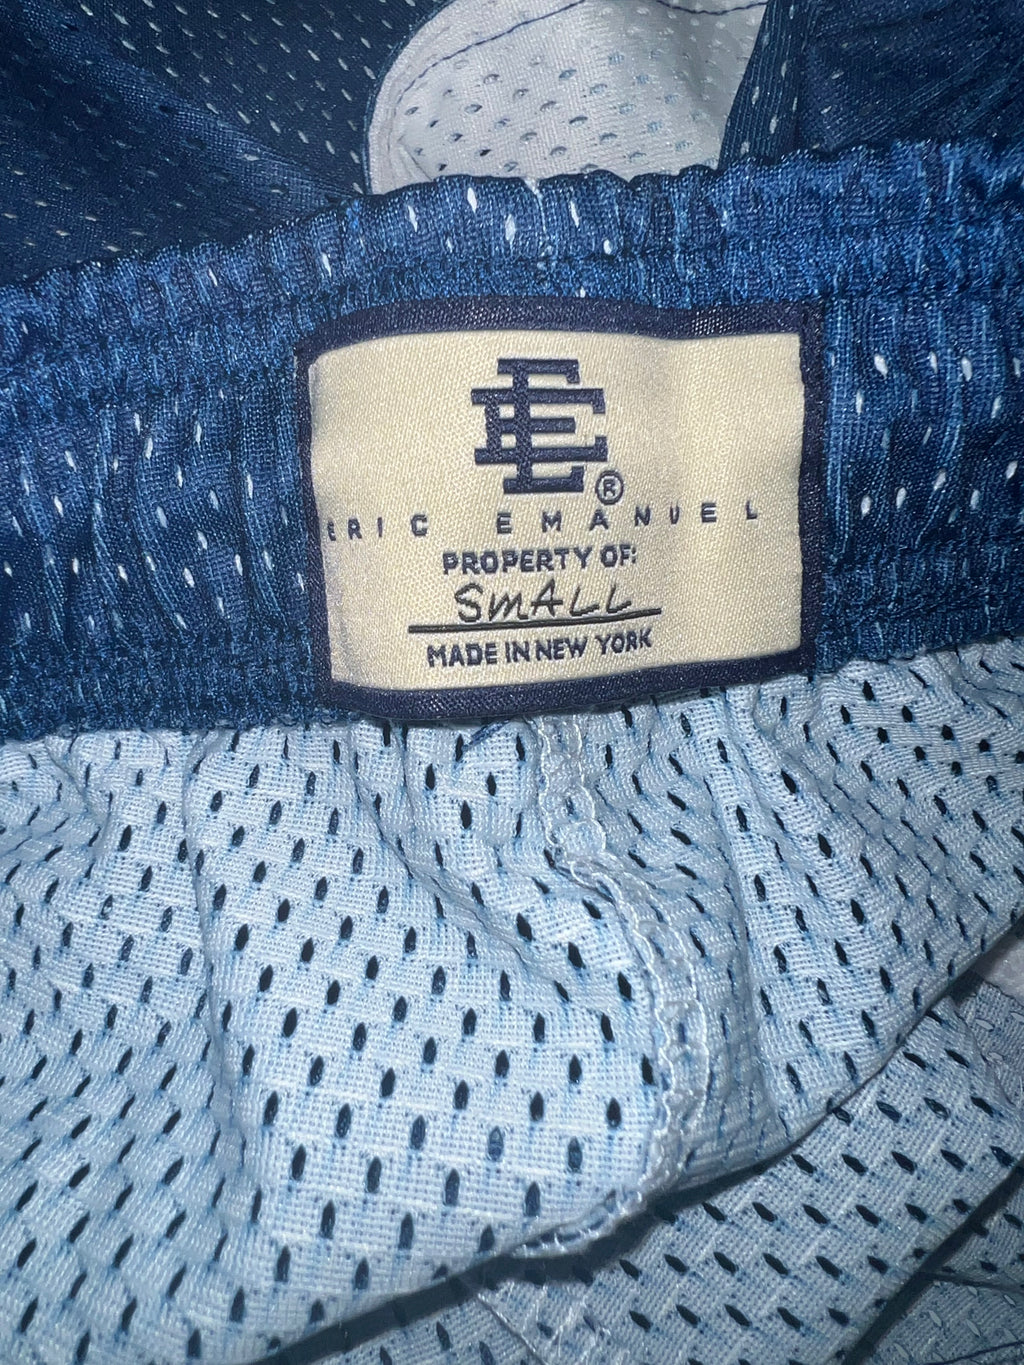 EE®
ERIC EMANUEL
PROPERTY OF:
SMALL
MADE IN NEW YORK